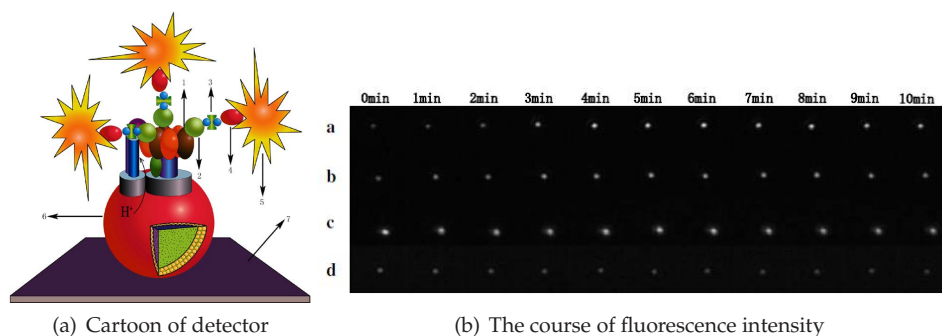 1
3
2
4
5
6
7
H⁺
0min 1min 2min 3min 4min 5min 6min 7min 8min 9min 10min
a
b
c
d
(a) Cartoon of detector
(b) The course of fluorescence intensity